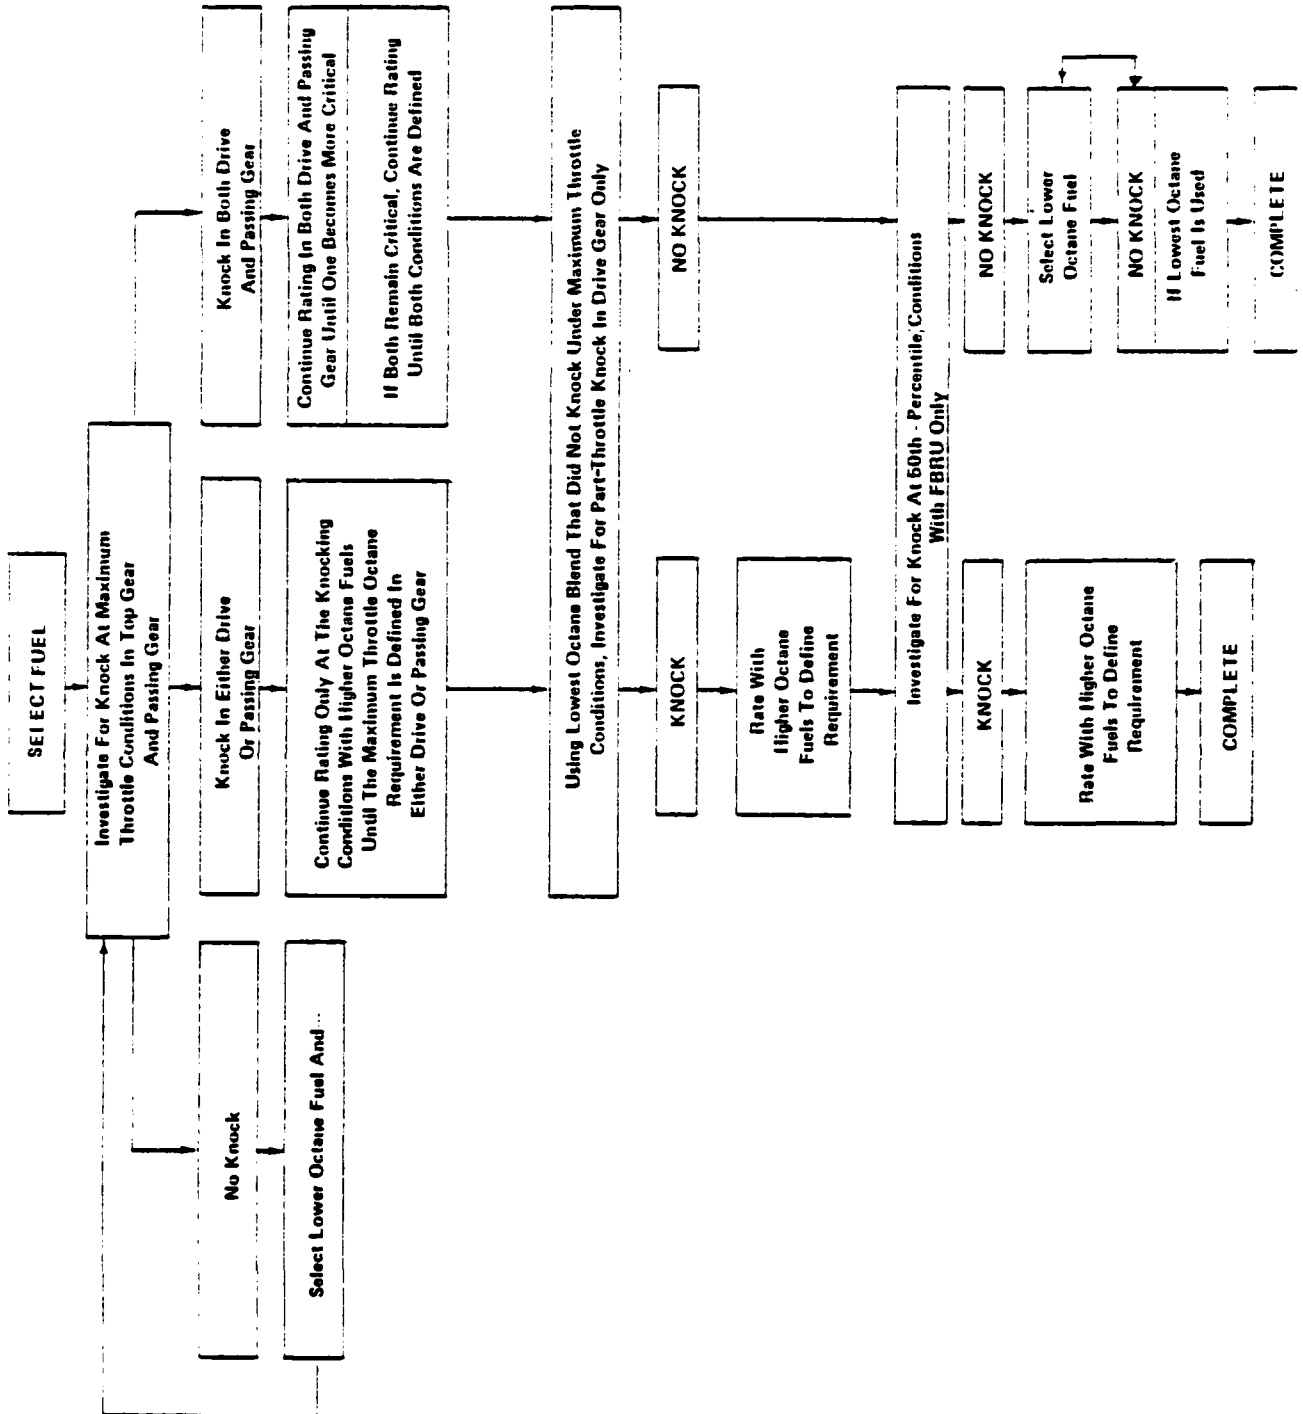 SELECT FUEL
Investigate For Knock At Maximum
Throttle Conditions In Top Gear
And Passing Gear
No Knock
Select Lower Octane Fuel And...
Knock In Either Drive
Or Passing Gear
Continue Rating Only At The Knocking
Conditions With Higher Octane Fuels
Until The Maximum Throttle Octane
Requirement Is Defined In
Either Drive Or Passing Gear
Knock In Both Drive
And Passing Gear
Continue Rating In Both Drive And Passing
Gear Until One Becomes More Critical
If Both Remain Critical, Continue Rating
Until Both Conditions Are Defined
Using Lowest Octane Blend That Did Not Knock Under Maximum Throttle
Conditions, Investigate For Part-Throttle Knock In Drive Gear Only
KNOCK
Rate With
Higher Octane
Fuels To Define
Requirement
NO KNOCK
Investigate For Knock At 50th - Percentile, Conditions
With FBRU Only
KNOCK
Rate With Higher Octane
Fuels To Define
Requirement
COMPLETE
NO KNOCK
Select Lower
Octane Fuel
NO KNOCK
If Lowest Octane
Fuel Is Used
COMPLETE